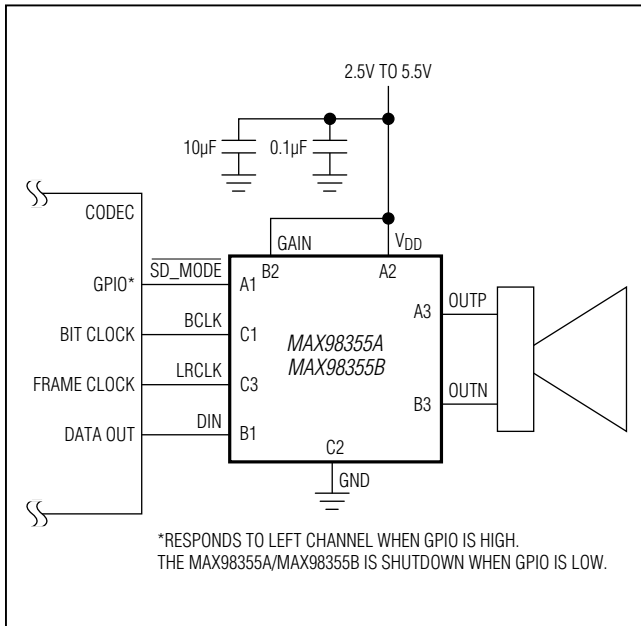 2.5V TO 5.5V
10µF
0.1µF
CODEC
GAIN
VDD
B2
A2
GPIO*
SD_MODE
A1
A3
OUTP
BIT CLOCK
BCLK
C1
MAX98355A
MAX98355B
FRAME CLOCK
LRCLK
C3
B3
OUTN
DATA OUT
DIN
B1
C2
GND
*RESPONDS TO LEFT CHANNEL WHEN GPIO IS HIGH.
THE MAX98355A/MAX98355B IS SHUTDOWN WHEN GPIO IS LOW.